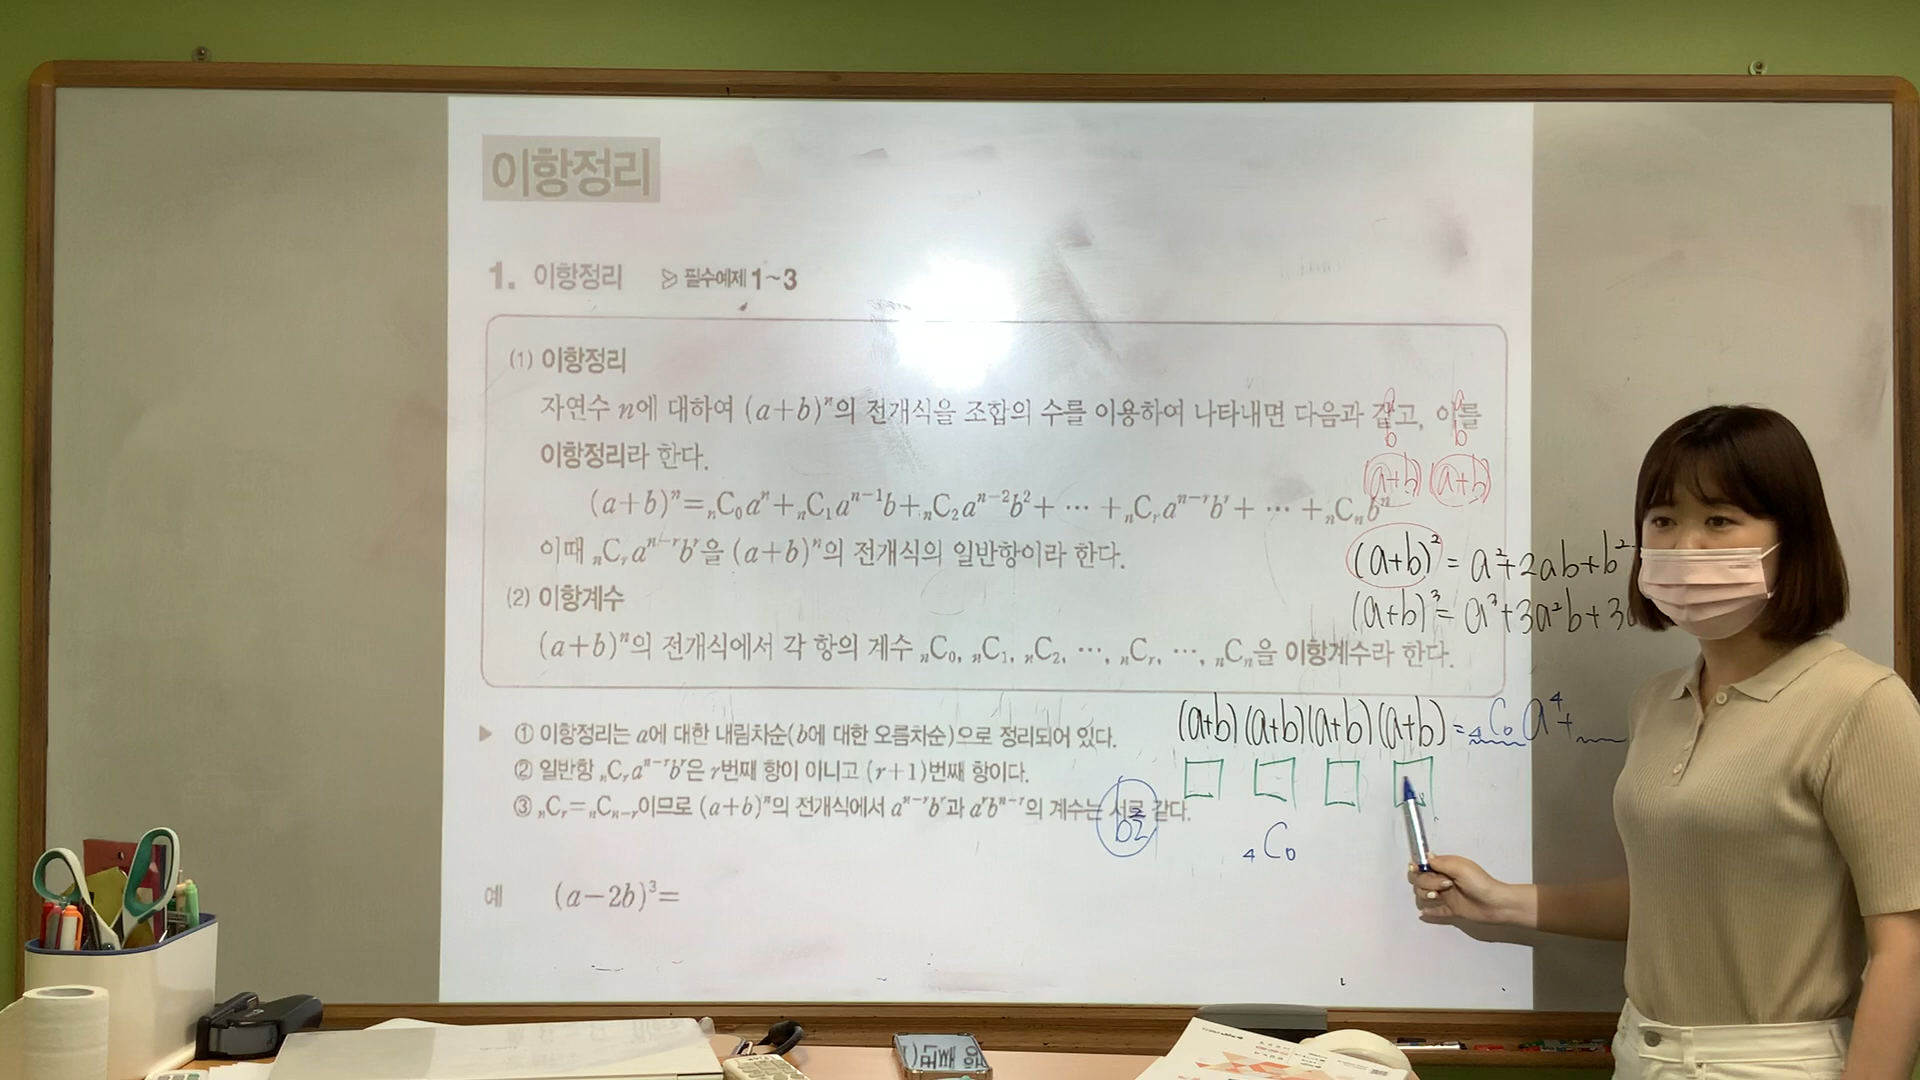 이항정리
1. 이항정리 필수예제 1~3
(1) 이항정리
자연수 n에 대하여 (a+b)ⁿ의 전개식을 조합의 수를 이용하여 나타내면 다음과 같고, 이를
이항정리라 한다.
(a+b)ⁿ=ₙC₀aⁿ+ₙC₁aⁿ⁻¹b+ₙC₂aⁿ⁻²b²+ ··· +ₙCᵣaⁿ⁻ʳbʳ+ ··· +ₙCₙbⁿ
이때 ₙCᵣaⁿ⁻ʳbʳ을 (a+b)ⁿ의 전개식의 일반항이라 한다.
(2) 이항계수
(a+b)ⁿ의 전개식에서 각 항의 계수 ₙC₀, ₙC₁, ₙC₂, ···, ₙCᵣ, ···, ₙCₙ을 이항계수라 한다.
▶ ① 이항정리는 a에 대한 내림차순(b에 대한 오름차순)으로 정리되어 있다.
② 일반항 ₙCᵣaⁿ⁻ʳbʳ은 r번째 항이 아니고 (r+1)번째 항이다.
③ ₙCᵣ=ₙCₙ₋ᵣ이므로 (a+b)ⁿ의 전개식에서 aⁿ⁻ʳbʳ과 aʳbⁿ⁻ʳ의 계수는 서로 같다.
예 (a-2b)³=
a a
b b
(a+b) (a+b)
(a+b)²= a²+2ab+b²
(a+b)³= a³+3a²b+3a
(a+b)(a+b)(a+b)(a+b)=₄C₀a⁴+
₄C₀